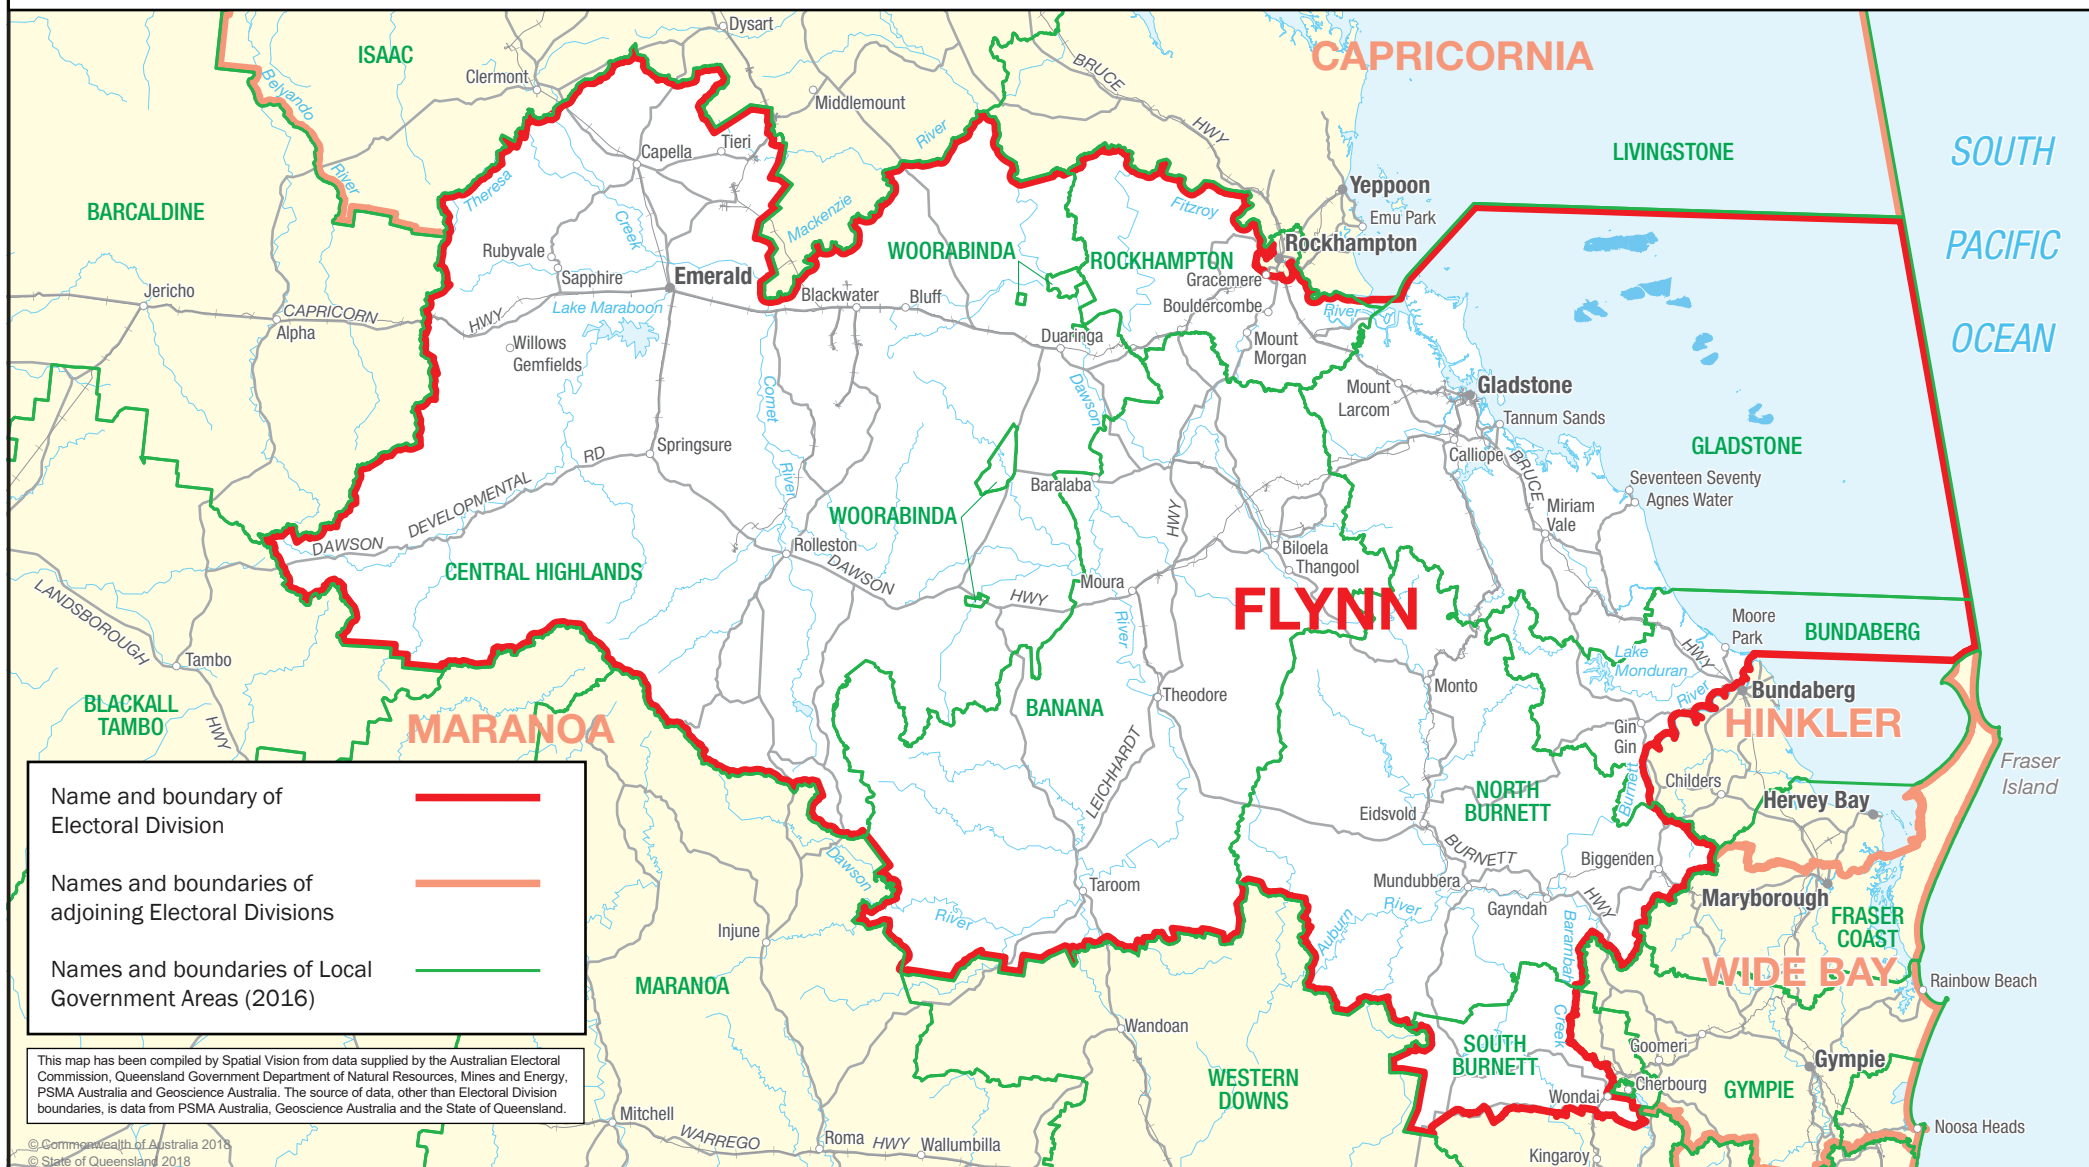 Dysart
ISAAC
CAPRICORNIA
Clermont
BRUCE
Belyando
Middlemount
HWY
River
LIVINGSTONE
SOUTH
Capella
Tieri
River
Theresa
Yeppoon
BARCALDINE
Mackenzie
Fitzroy
Emu Park
Creek
Rockhampton
PACIFIC
Rubyvale
WOORABINDA
ROCKHAMPTON
Sapphire
Emerald
Gracemere
Jericho
Blackwater
Bluff
Bouldercombe
CAPRICORN
HWY
Lake Maraboon
River
Alpha
Duaringa
OCEAN
Willows
Gemfields
Mount
Morgan
Comet
Dawson
Mount
Larcom
Gladstone
Tannum Sands
GLADSTONE
Springsure
RD
Calliope
BRUCE
River
Baralaba
Seventeen Seventy
Agnes Water
DEVELOPMENTAL
WOORABINDA
HWY
Miriam
Vale
DAWSON
Rolleston
Biloela
Thangool
CENTRAL HIGHLANDS
DAWSON
Moura
HWY
FLYNN
LANDSBOROUGH
River
Moore
Park
BUNDABERG
Tambo
Lake
Monduran
HWY
Monto
River
Bundaberg
Theodore
BLACKALL
TAMBO
BANANA
HWY
MARANOA
Gin
Gin
HINKLER
LEICHHARDT
Fraser
Island
Burnett
Childers
NORTH
BURNETT
Hervey Bay
Name and boundary of
Electoral Division
Eidsvold
BURNETT
Biggenden
Dawson
Names and boundaries of
adjoining Electoral Divisions
Taroom
Mundubbera
HWY
Maryborough
River
River
Gayndah
FRASER
COAST
Auburn
Barambah
Injune
Names and boundaries of Local
Government Areas (2016)
MARANOA
WIDE BAY
Rainbow Beach
Wandoan
Creek
Goomeri
SOUTH
BURNETT
Gympie
This map has been compiled by Spatial Vision from data supplied by the Australian Electoral
Commission, Queensland Government Department of Natural Resources, Mines and Energy,
PSMA Australia and Geoscience Australia. The source of data, other than Electoral Division
boundaries, is data from PSMA Australia, Geoscience Australia and the State of Queensland.
WESTERN
DOWNS
Cherbourg
GYMPIE
Wondai
Mitchell
WARREGO
Roma
HWY
Wallumbilla
Noosa Heads
© Commonwealth of Australia 2018
© State of Queensland 2018
Kingaroy